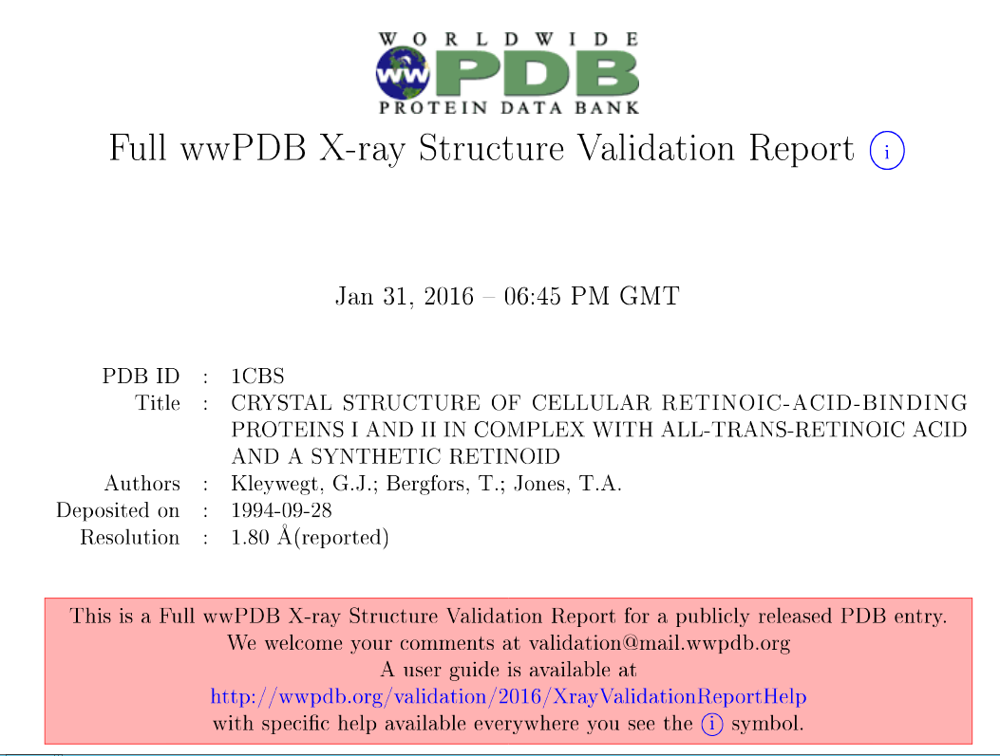 WORLDWIDE
wwPDB
PROTEIN DATA BANK
Full wwPDB X-ray Structure Validation Report i
Jan 31, 2016 – 06:45 PM GMT
PDB ID : 1CBS
Title : CRYSTAL STRUCTURE OF CELLULAR RETINOIC-ACID-BINDING
PROTEINS I AND II IN COMPLEX WITH ALL-TRANS-RETINOIC ACID
AND A SYNTHETIC RETINOID
Authors : Kleywegt, G.J.; Bergfors, T.; Jones, T.A.
Deposited on : 1994-09-28
Resolution : 1.80 Å(reported)
This is a Full wwPDB X-ray Structure Validation Report for a publicly released PDB entry.
We welcome your comments at validation@mail.wwpdb.org
A user guide is available at
http://wwpdb.org/validation/2016/XrayValidationReportHelp
with specific help available everywhere you see the i symbol.